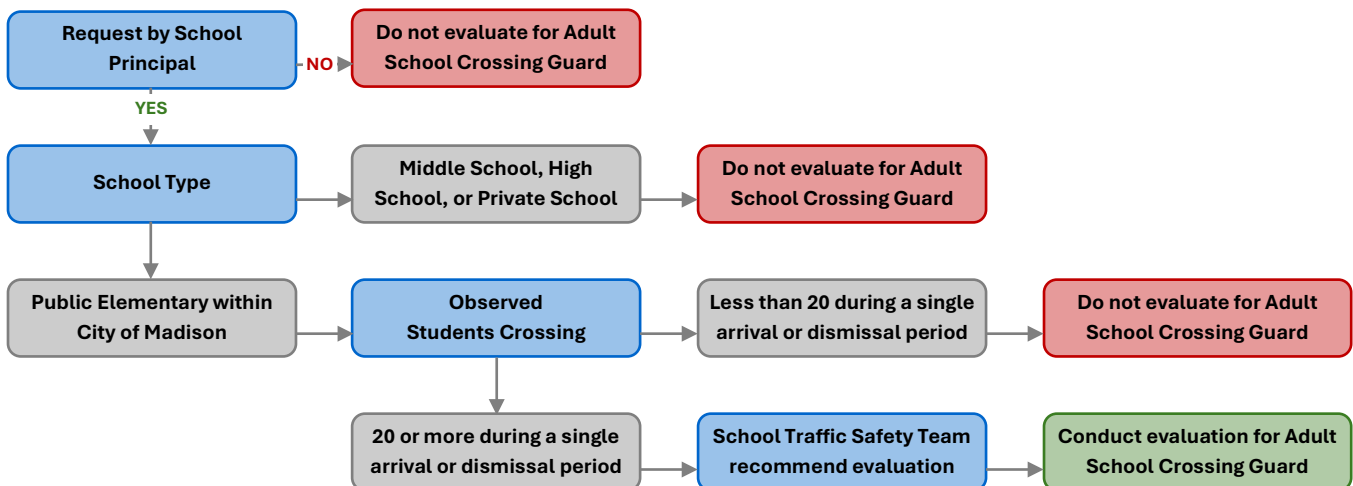 Request by School
Principal
NO
Do not evaluate for Adult
School Crossing Guard
YES
School Type
Middle School, High
School, or Private School
Do not evaluate for Adult
School Crossing Guard
Public Elementary within
City of Madison
Observed
Students Crossing
Less than 20 during a single
arrival or dismissal period
Do not evaluate for Adult
School Crossing Guard
20 or more during a single
arrival or dismissal period
School Traffic Safety Team
recommend evaluation
Conduct evaluation for Adult
School Crossing Guard